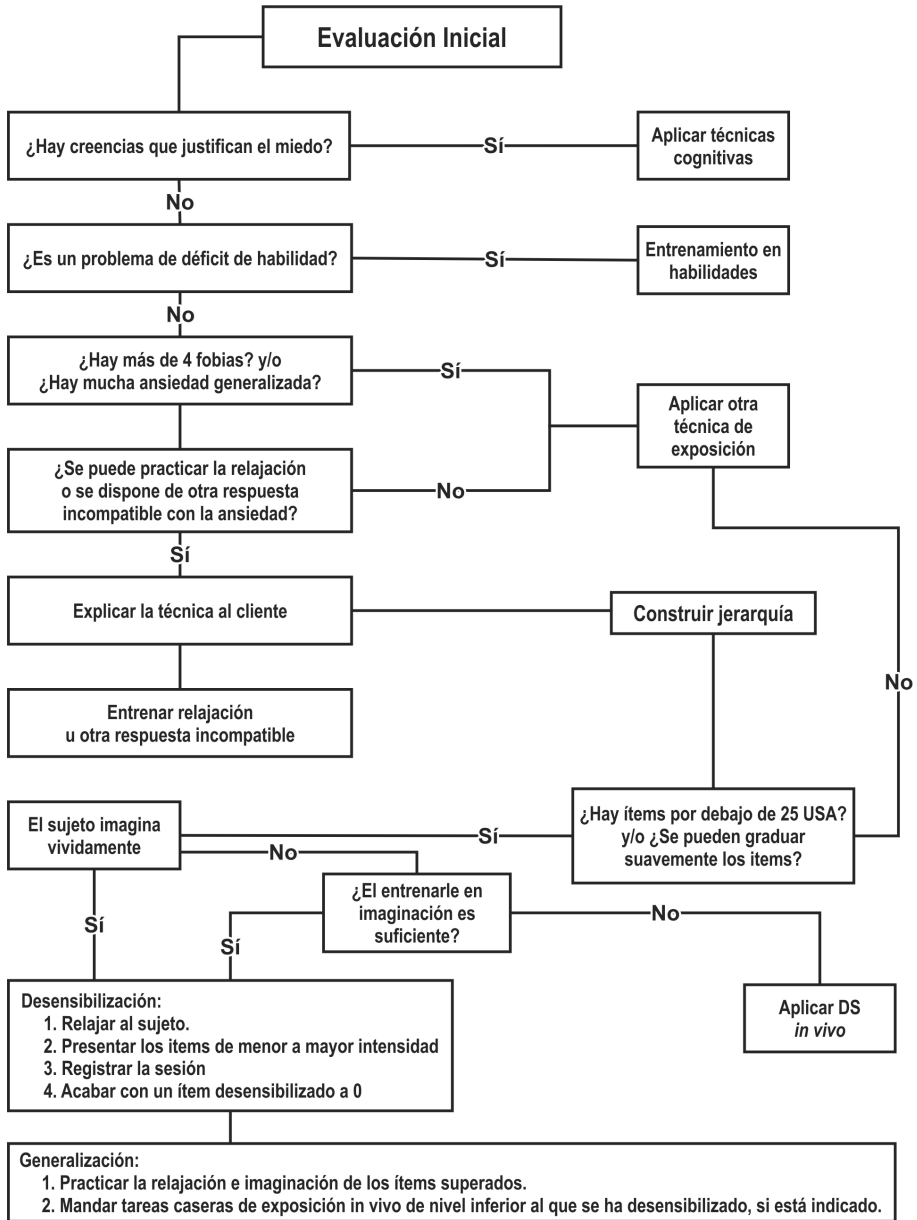 Evaluación Inicial
¿Hay creencias que justifican el miedo?
Sí
Aplicar técnicas
cognitivas
No
¿Es un problema de déficit de habilidad?
Sí
Entrenamiento en
habilidades
No
¿Hay más de 4 fobias? y/o
¿Hay mucha ansiedad generalizada?
Sí
Aplicar otra
técnica de
exposición
¿Se puede practicar la relajación
o se dispone de otra respuesta
incompatible con la ansiedad?
No
Sí
Explicar la técnica al cliente
Construir jerarquía
No
Entrenar relajación
u otra respuesta incompatible
¿Hay ítems por debajo de 25 USA?
y/o ¿Se pueden graduar
suavemente los items?
Sí
El sujeto imagina
vividamente
No
¿El entrenarle en
imaginación es
suficiente?
No
Sí
Sí
Aplicar DS
in vivo
Desensibilización:
1. Relajar al sujeto.
2. Presentar los items de menor a mayor intensidad
3. Registrar la sesión
4. Acabar con un ítem desensibilizado a 0
Generalización:
1. Practicar la relajación e imaginación de los ítems superados.
2. Mandar tareas caseras de exposición in vivo de nivel inferior al que se ha desensibilizado, si está indicado.